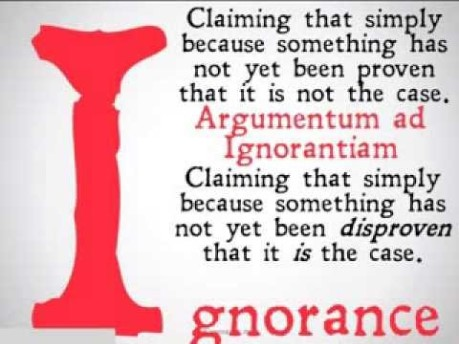 Claiming that simply
because something has
not yet been proven
that it is not the case.
Argumentum ad
Ignorantiam
Claiming that simply
because something has
not yet been disproven
that it is the case.
Ignorance